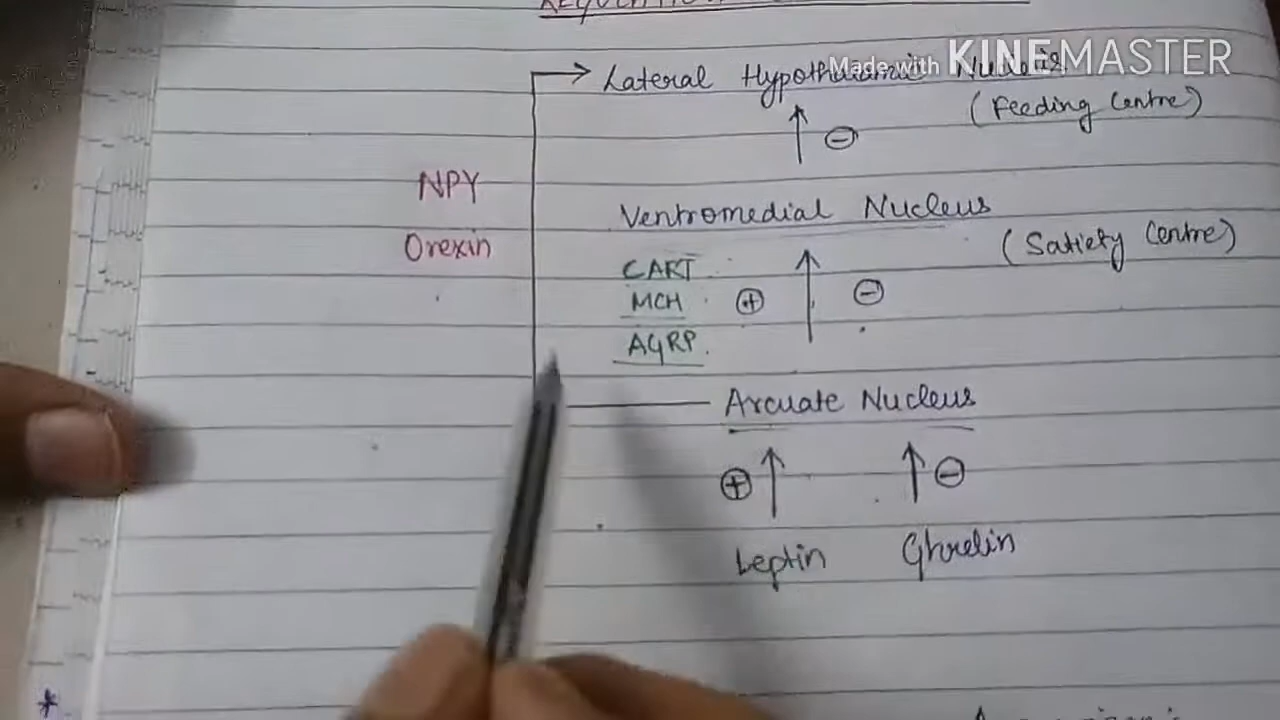 Made with KINEMASTER
Lateral Hypothalamic Nucleus
(Feeding Centre)
↑ ⊖
NPY
Ventromedial Nucleus
Orexin
(Satiety Centre)
CART
MCH ⊕ ↑ ⊖
AGRP.
Arcuate Nucleus
⊕ ↑ ↑ ⊖
Leptin Ghrelin